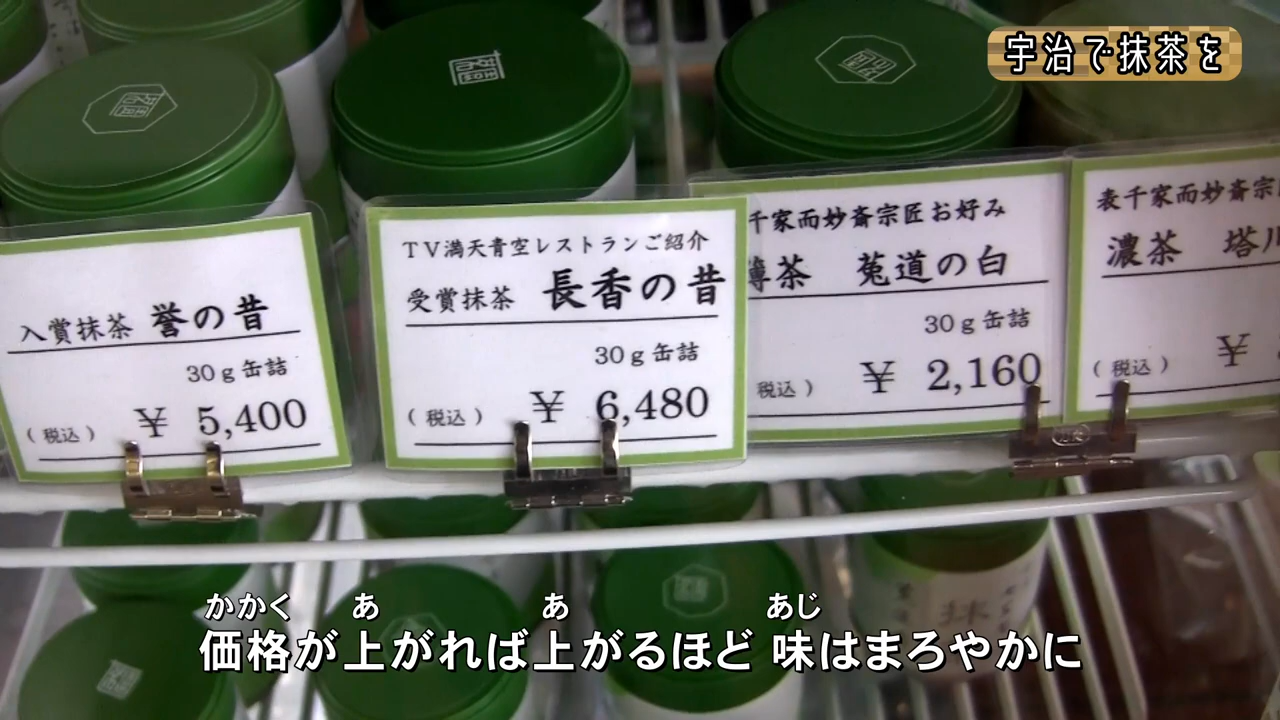 宇治で抹茶を
入賞抹茶 誉の昔
30g缶詰
(税込) ¥ 5,400
TV満天青空レストランご紹介
受賞抹茶 長香の昔
30g缶詰
(税込) ¥ 6,480
千家而妙斎宗匠お好み
薄茶 莵道の白
30g缶詰
税込) ¥ 2,160
表千家而妙斎宗
濃茶 塔川
(税込) ¥
かかく あ あ あじ
価格が上がれば上がるほど 味はまろやかに